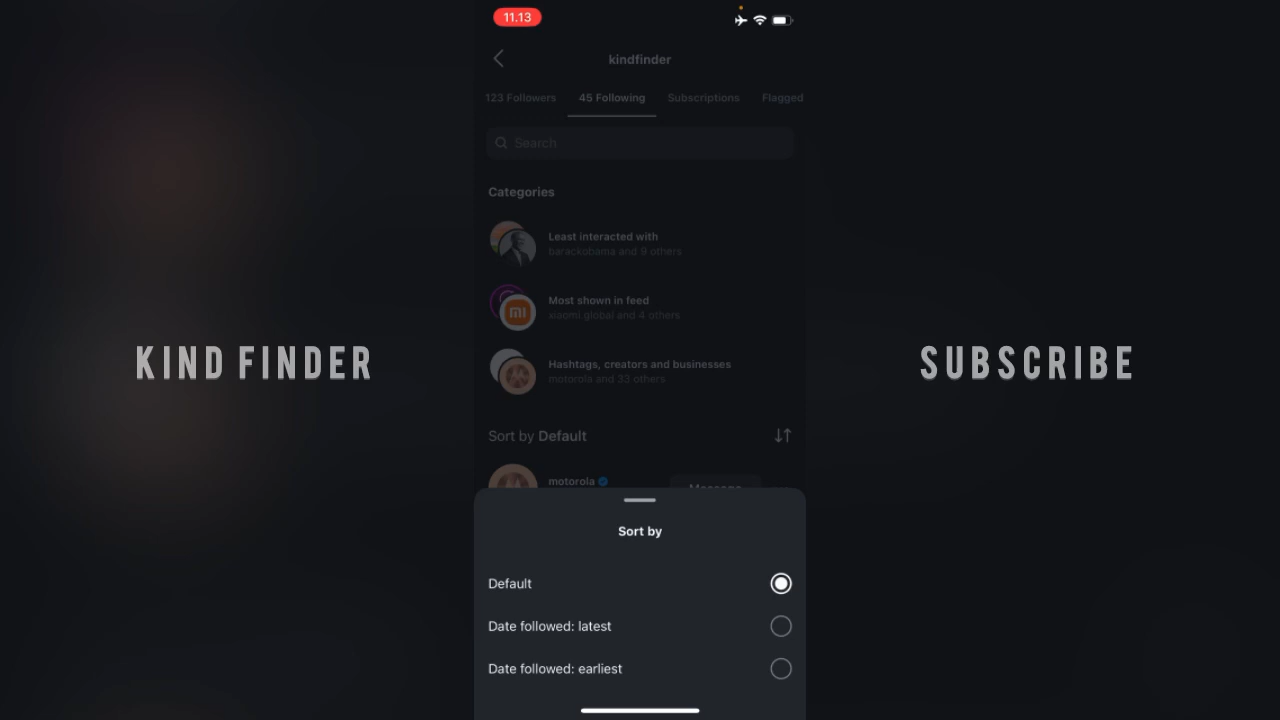 11.13
kindfinder
123 Followers
45 Following
Subscriptions
Flagged
Search
Categories
Least interacted with
barackobama and 9 others
Most shown in feed
xiaomi.global and 4 others
Hashtags, creators and businesses
motorola and 33 others
Sort by Default
motorola
Message
Sort by
Default
Date followed: latest
Date followed: earliest
KIND FINDER
SUBSCRIBE